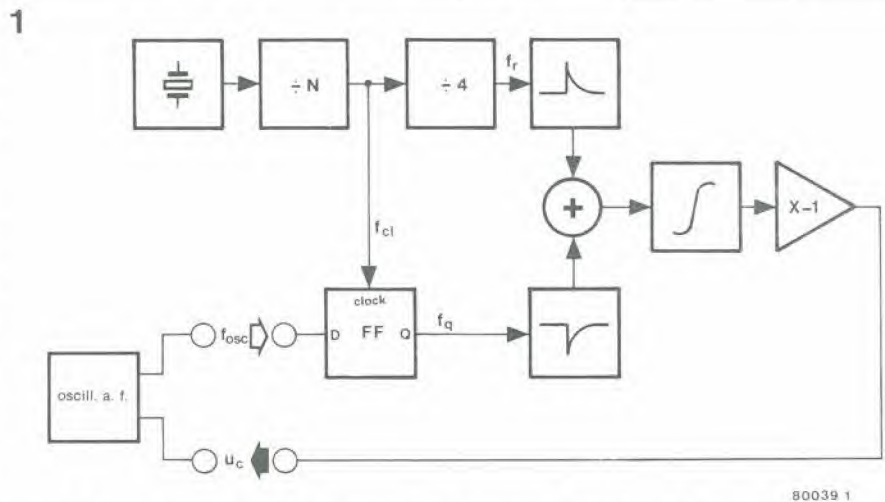 1
÷ N
÷ 4
f_r
+
∫
X-1
f_cl
clock
D FF Q
f_q
f_osc
oscill. a. f.
u_c
80039 1